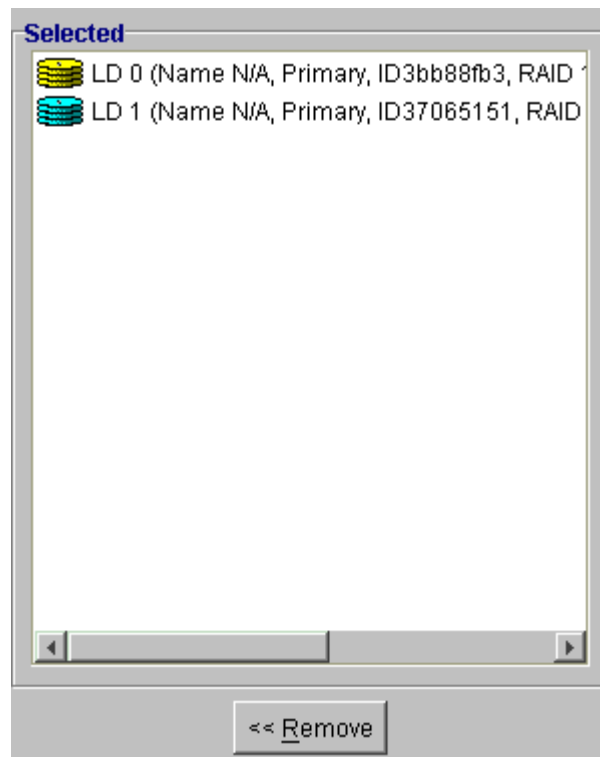 Selected
LD 0 (Name N/A, Primary, ID3bb88fb3, RAID
LD 1 (Name N/A, Primary, ID37065151, RAID
<< Remove